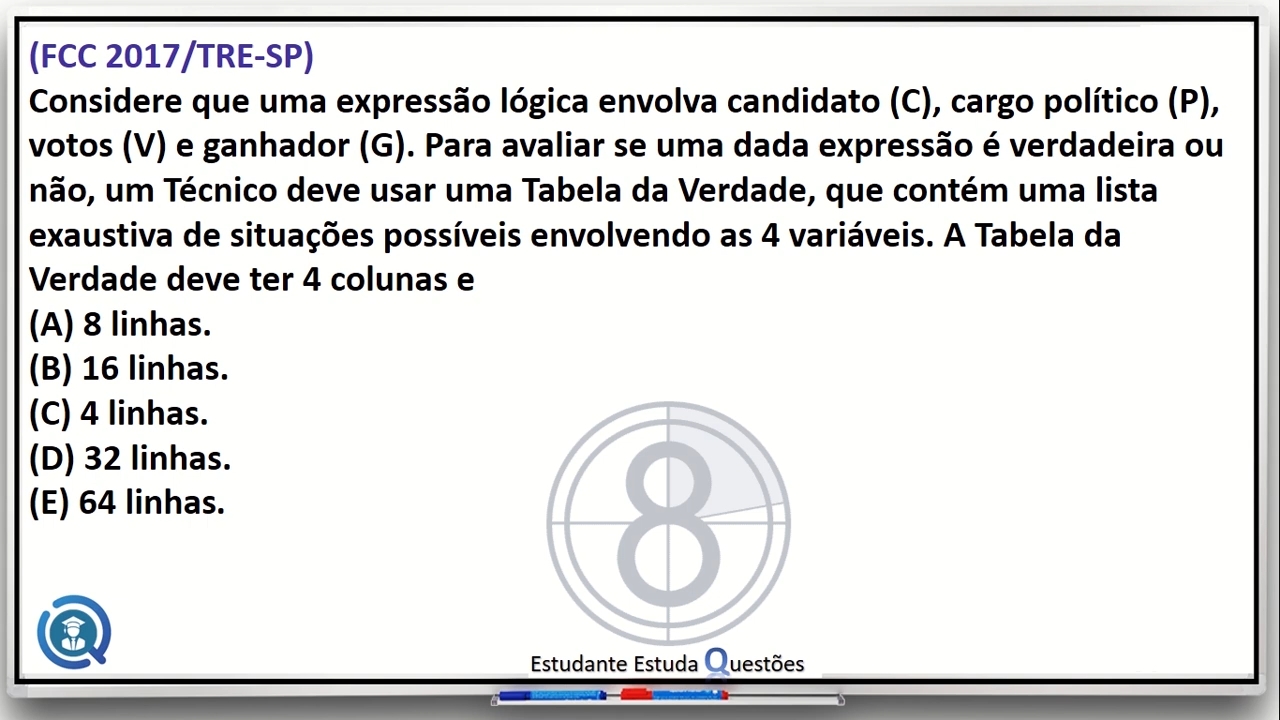 (FCC 2017/TRE-SP)
Considere que uma expressão lógica envolva candidato (C), cargo político (P),
votos (V) e ganhador (G). Para avaliar se uma dada expressão é verdadeira ou
não, um Técnico deve usar uma Tabela da Verdade, que contém uma lista
exaustiva de situações possíveis envolvendo as 4 variáveis. A Tabela da
Verdade deve ter 4 colunas e
(A) 8 linhas.
(B) 16 linhas.
(C) 4 linhas.
(D) 32 linhas.
(E) 64 linhas.
8
Estudante Estuda Questões